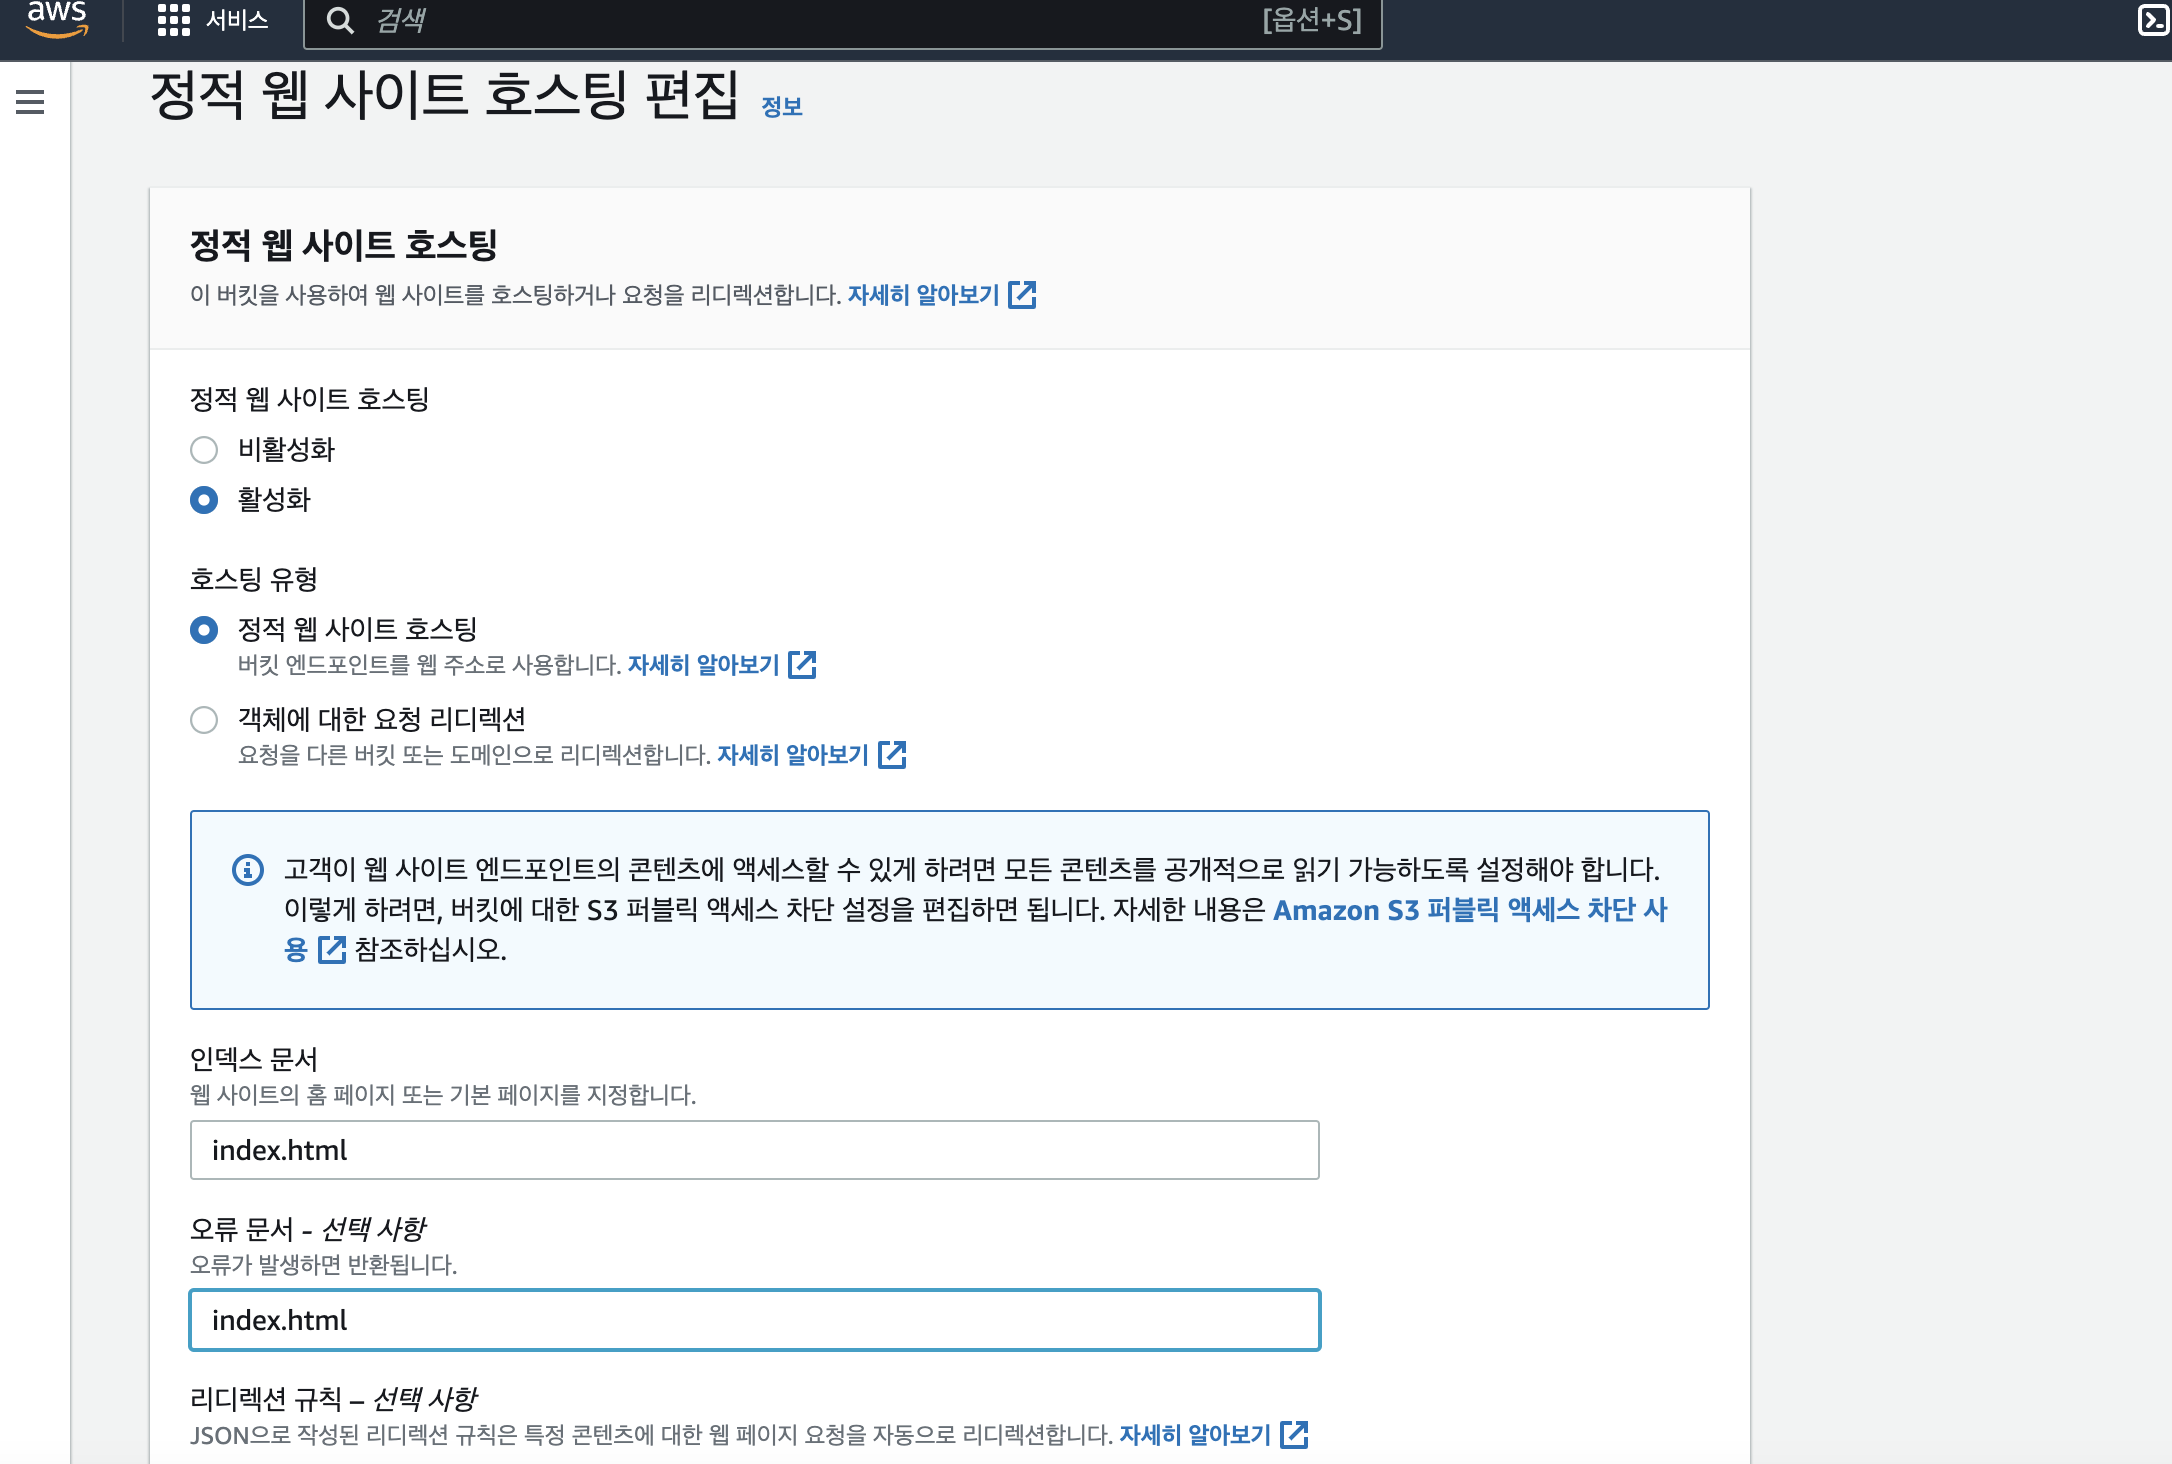 aws 서비스 검색 [옵션+S]
정적 웹 사이트 호스팅 편집 정보
정적 웹 사이트 호스팅
이 버킷을 사용하여 웹 사이트를 호스팅하거나 요청을 리디렉션합니다. 자세히 알아보기
정적 웹 사이트 호스팅
비활성화
활성화
호스팅 유형
정적 웹 사이트 호스팅
버킷 엔드포인트를 웹 주소로 사용합니다. 자세히 알아보기
객체에 대한 요청 리디렉션
요청을 다른 버킷 또는 도메인으로 리디렉션합니다. 자세히 알아보기
고객이 웹 사이트 엔드포인트의 콘텐츠에 액세스할 수 있게 하려면 모든 콘텐츠를 공개적으로 읽기 가능하도록 설정해야 합니다.
이렇게 하려면, 버킷에 대한 S3 퍼블릭 액세스 차단 설정을 편집하면 됩니다. 자세한 내용은 Amazon S3 퍼블릭 액세스 차단 사
용 참조하십시오.
인덱스 문서
웹 사이트의 홈 페이지 또는 기본 페이지를 지정합니다.
index.html
오류 문서 - 선택 사항
오류가 발생하면 반환됩니다.
index.html
리디렉션 규칙 – 선택 사항
JSON으로 작성된 리디렉션 규칙은 특정 콘텐츠에 대한 웹 페이지 요청을 자동으로 리디렉션합니다. 자세히 알아보기